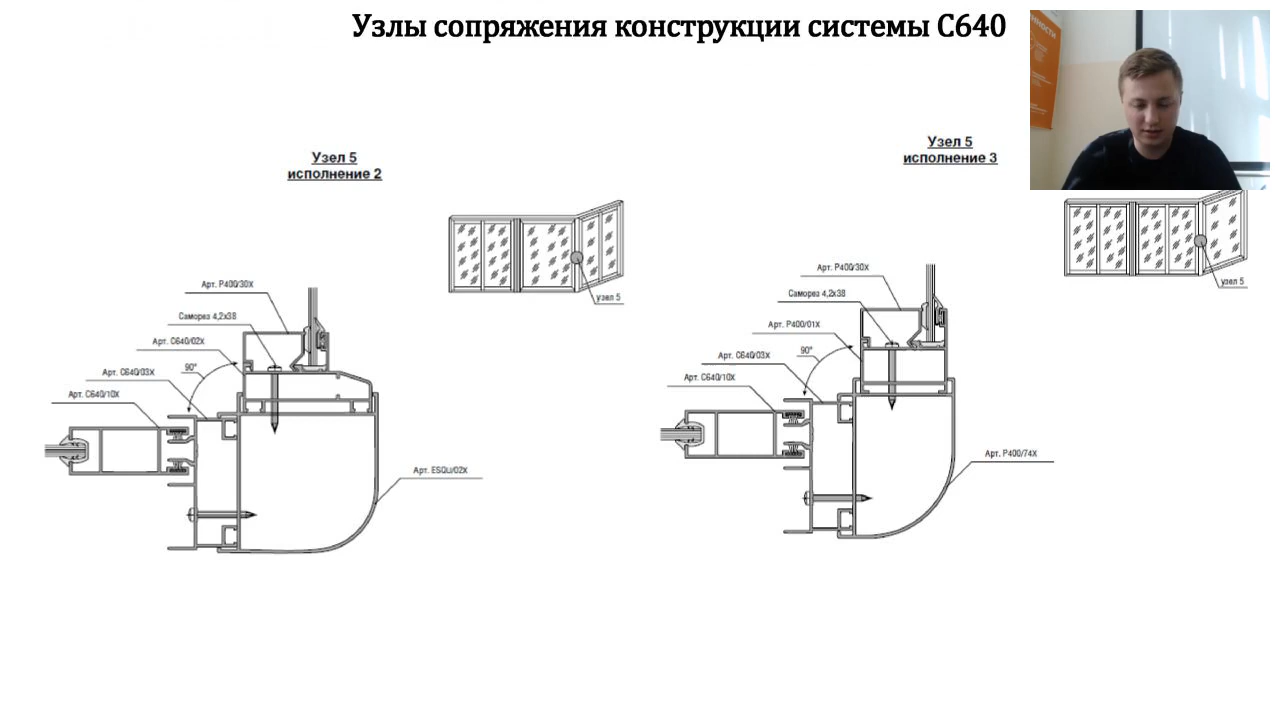 Узлы сопряжения конструкции системы С640
Узел 5
исполнение 2
узел 5
Арт. Р400/30Х
Саморез 4,2х38
Арт. С640/02Х
90°
Арт. С640/03Х
Арт. С640/10Х
Арт. ESQU/02X
Узел 5
исполнение 3
узел 5
Арт. Р400/30Х
Саморез 4,2х38
Арт. Р400/01Х
90°
Арт. С640/03Х
Арт. С640/10Х
Арт. Р400/74Х